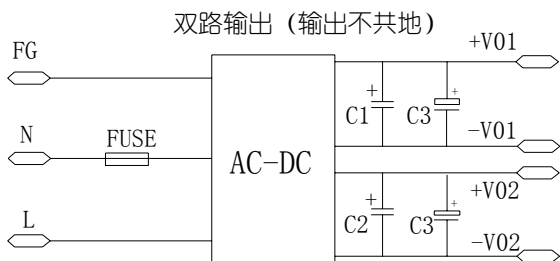 双路输出 (输出不共地)
FG
+V01
C1
C3
N
FUSE
-V01
AC-DC
+V02
L
C2
C3
-V02
+
+
+
+